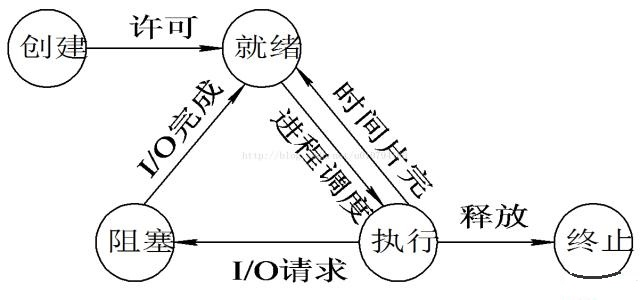 创建
许可
就绪
I/O完成
进程调度
时间片完
阻塞
I/O请求
执行
释放
终止